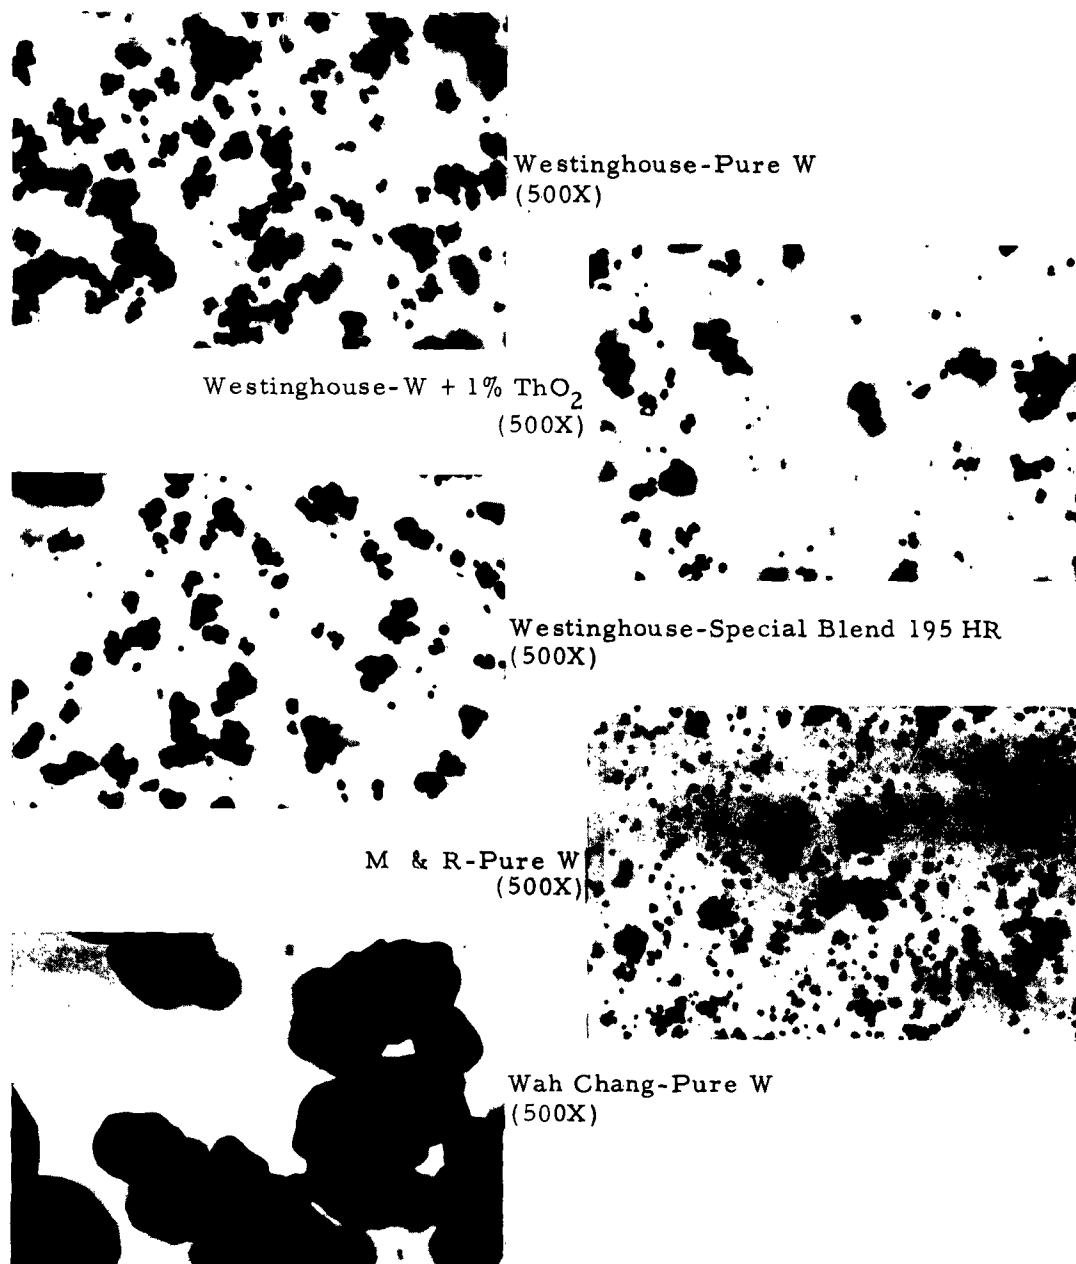 Westinghouse-Pure W
(500X)
Westinghouse-W + 1% ThO₂
(500X)
Westinghouse-Special Blend 195 HR
(500X)
M & R-Pure W
(500X)
Wah Chang-Pure W
(500X)